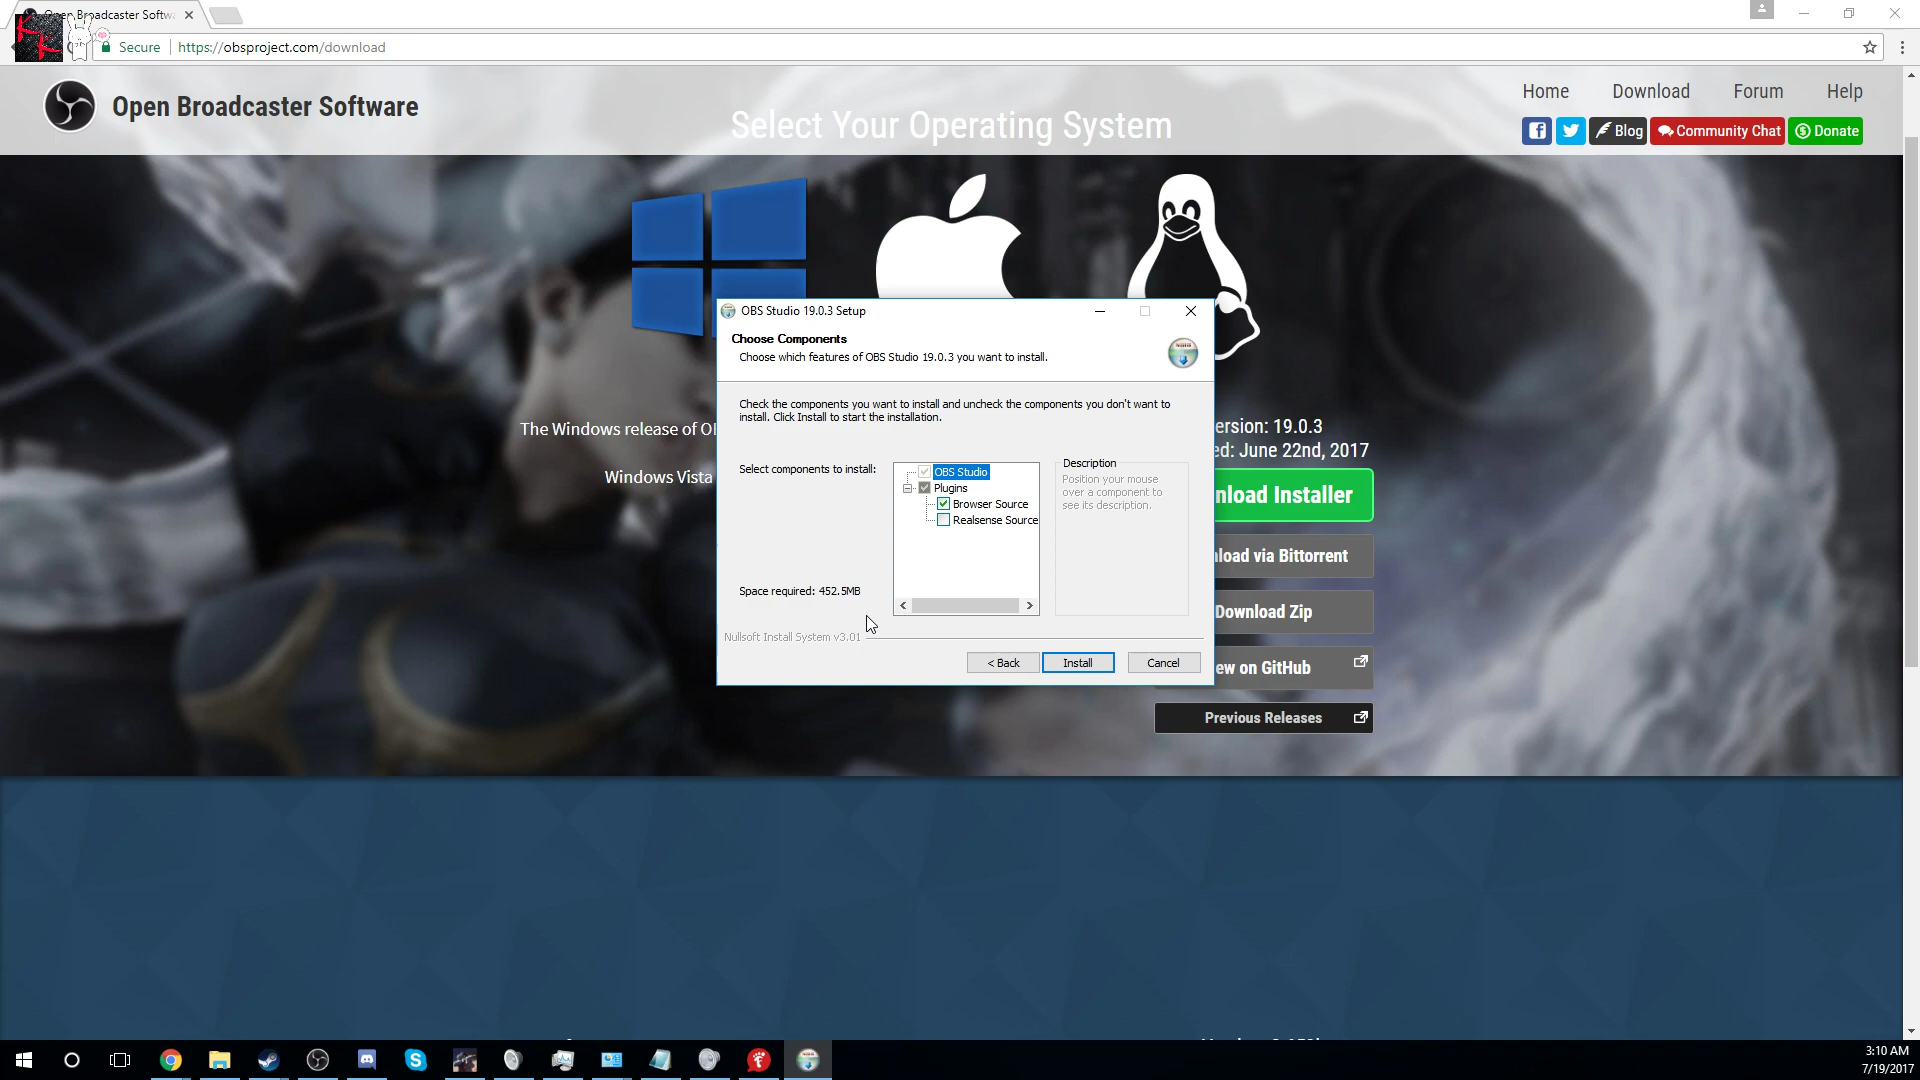 Open Broadcaster Softw
Secure
https://obsproject.com/download
Open Broadcaster Software
Select Your Operating System
Home
Download
Forum
Help
Blog
Community Chat
Donate
OBS Studio 19.0.3 Setup
Choose Components
Choose which features of OBS Studio 19.0.3 you want to install.
Check the components you want to install and uncheck the components you don't want to
install. Click Install to start the installation.
Select components to install:
OBS Studio
Plugins
Browser Source
Realsense Source
Description
Position your mouse
over a component to
see its description.
Space required: 452.5MB
Nullsoft Install System v3.01
< Back
Install
Cancel
The Windows release of O
Windows Vista
ersion: 19.0.3
ed: June 22nd, 2017
nload Installer
load via Bittorrent
Download Zip
ew on GitHub
Previous Releases
3:10 AM
7/19/2017